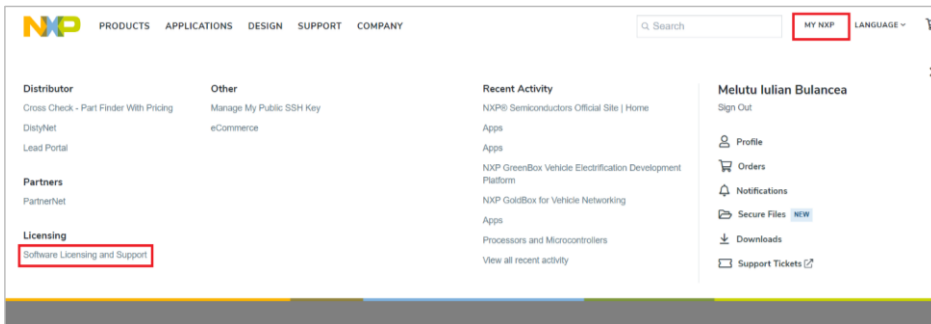 NXP PRODUCTS APPLICATIONS DESIGN SUPPORT COMPANY Search MY NXP LANGUAGE
Distributor
Cross Check - Part Finder With Pricing
DistyNet
Lead Portal
Partners
PartnerNet
Licensing
Software Licensing and Support
Other
Manage My Public SSH Key
eCommerce
Recent Activity
NXP® Semiconductors Official Site | Home
Apps
Apps
NXP GreenBox Vehicle Electrification Development
Platform
NXP GoldBox for Vehicle Networking
Apps
Processors and Microcontrollers
View all recent activity
Melutu Iulian Bulancea
Sign Out
Profile
Orders
Notifications
Secure Files NEW
Downloads
Support Tickets